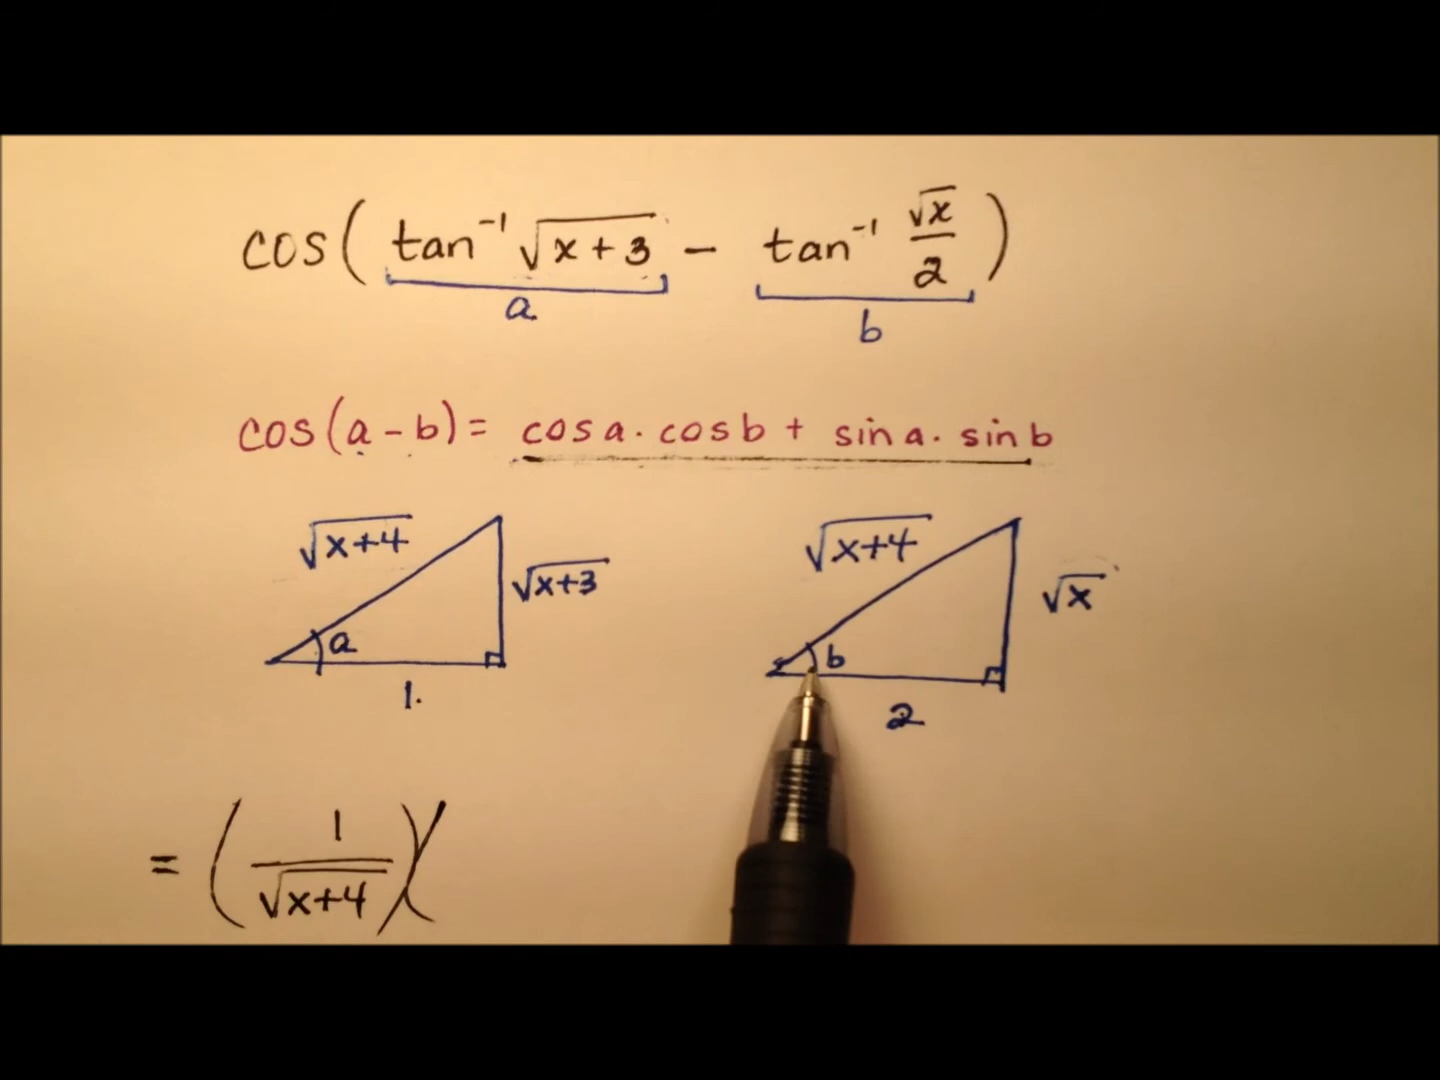 cos( tan⁻¹ √(x+3) − tan⁻¹ √x/2 )
a b
cos(a-b)= cos a · cos b + sin a · sin b
√(x+4) √(x+3) √(x+4) √x
a b
1 2
= (1/√(x+4))(